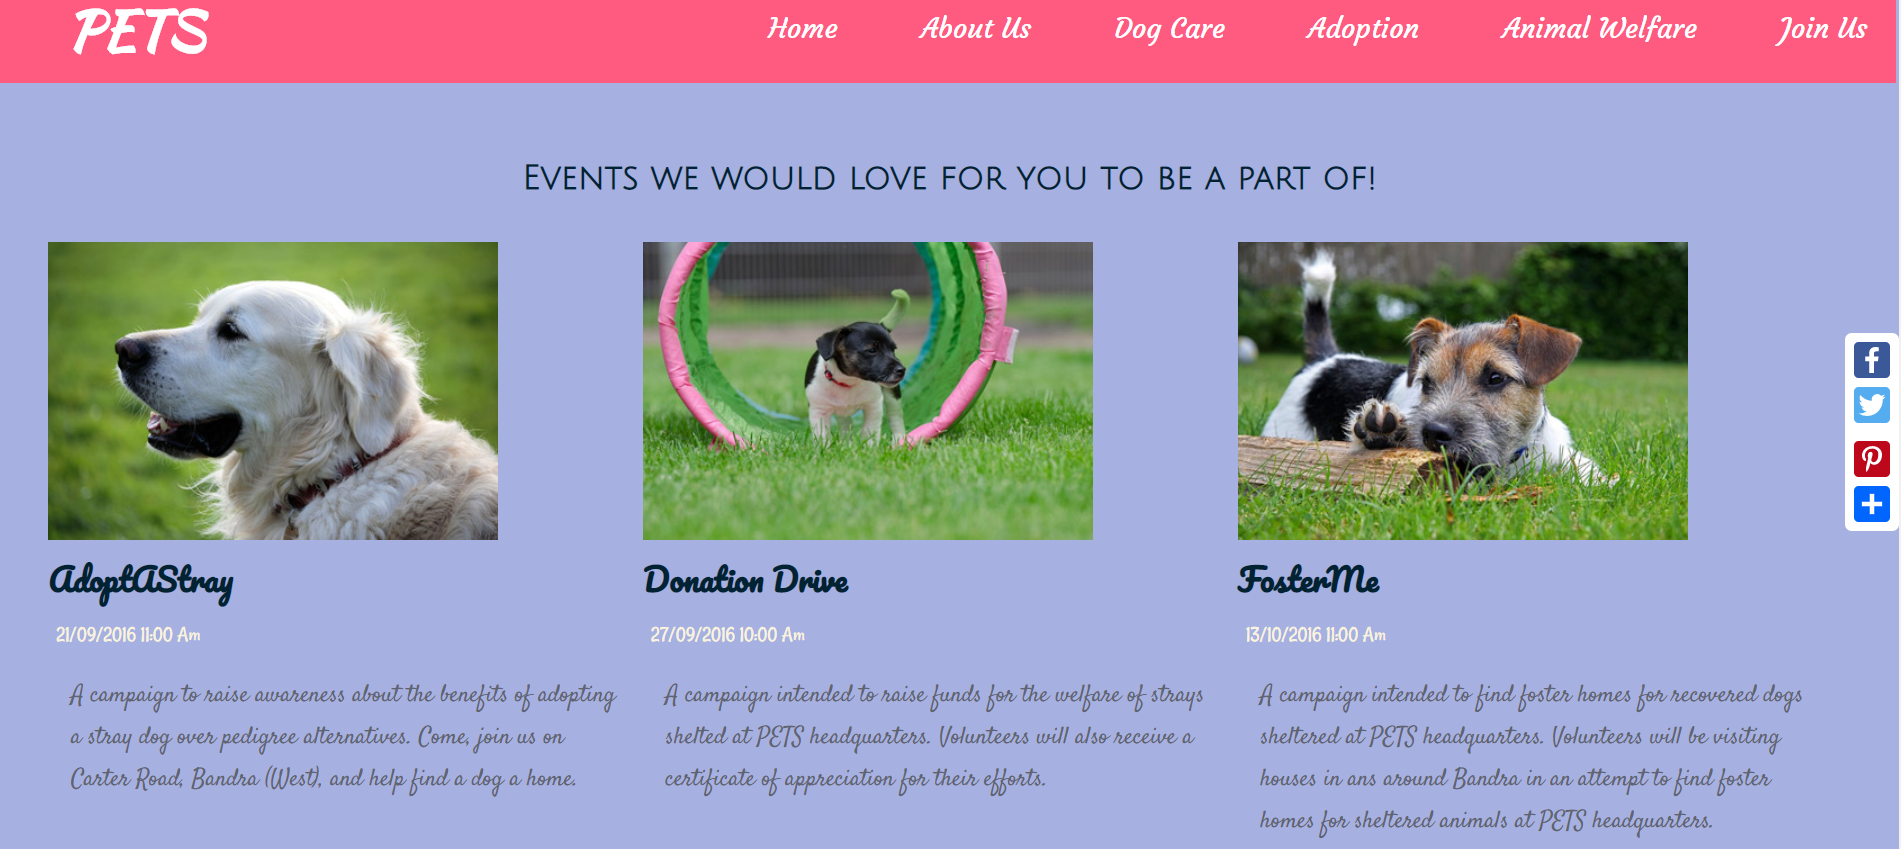 PETS
Home About Us Dog Care Adoption Animal Welfare Join Us
Events we would love for you to be a part of!
AdoptAStray
21/09/2016 11:00 Am
A campaign to raise awareness about the benefits of adopting
a stray dog over pedigree alternatives. Come, join us on
Carter Road, Bandra (West), and help find a dog a home.
Donation Drive
27/09/2016 10:00 Am
A campaign intended to raise funds for the welfare of strays
shelted at PETS headquarters. Volunteers will also receive a
certificate of appreciation for their efforts.
FosterMe
13/10/2016 11:00 Am
A campaign intended to find foster homes for recovered dogs
sheltered at PETS headquarters. Volunteers will be visiting
houses in ans around Bandra in an attempt to find foster
homes for sheltered animals at PETS headquarters.